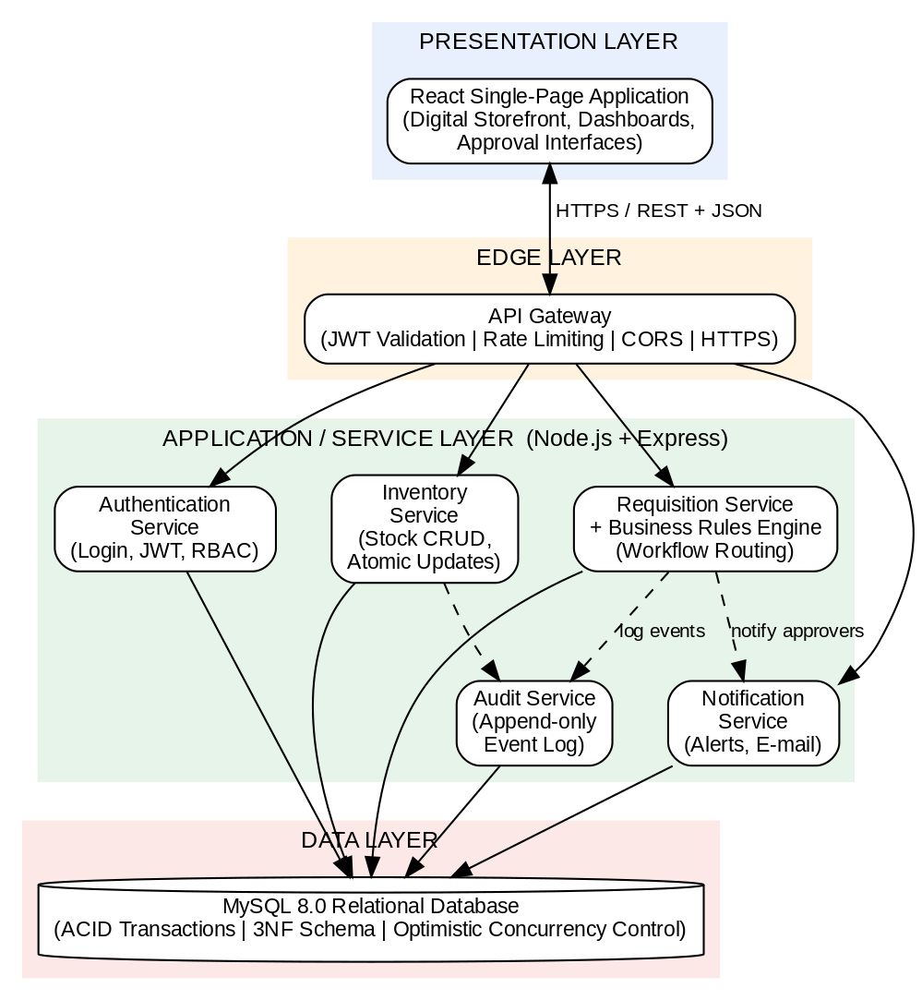 PRESENTATION LAYER
React Single-Page Application
(Digital Storefront, Dashboards,
Approval Interfaces)
HTTPS / REST + JSON
EDGE LAYER
API Gateway
(JWT Validation | Rate Limiting | CORS | HTTPS)
APPLICATION / SERVICE LAYER  (Node.js + Express)
Authentication
Service
(Login, JWT, RBAC)
Inventory
Service
(Stock CRUD,
Atomic Updates)
Requisition Service
+ Business Rules Engine
(Workflow Routing)
log events
notify approvers
Audit Service
(Append-only
Event Log)
Notification
Service
(Alerts, E-mail)
DATA LAYER
MySQL 8.0 Relational Database
(ACID Transactions | 3NF Schema | Optimistic Concurrency Control)